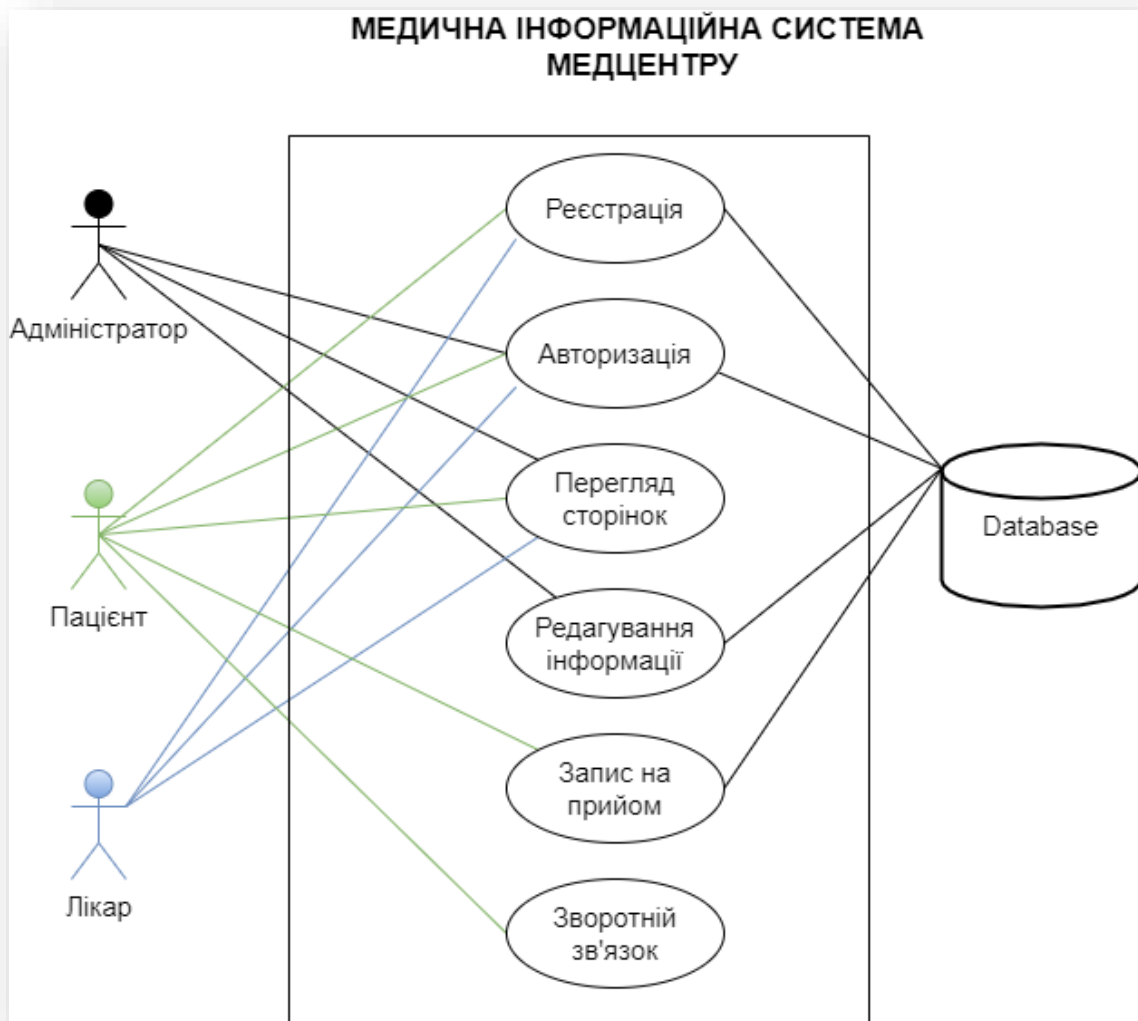 МЕДИЧНА ІНФОРМАЦІЙНА СИСТЕМА
МЕДЦЕНТРУ
Реєстрація
Адміністратор
Авторизація
Перегляд
сторінок
Database
Пацієнт
Редагування
інформації
Запис на
прийом
Лікар
Зворотній
зв'язок